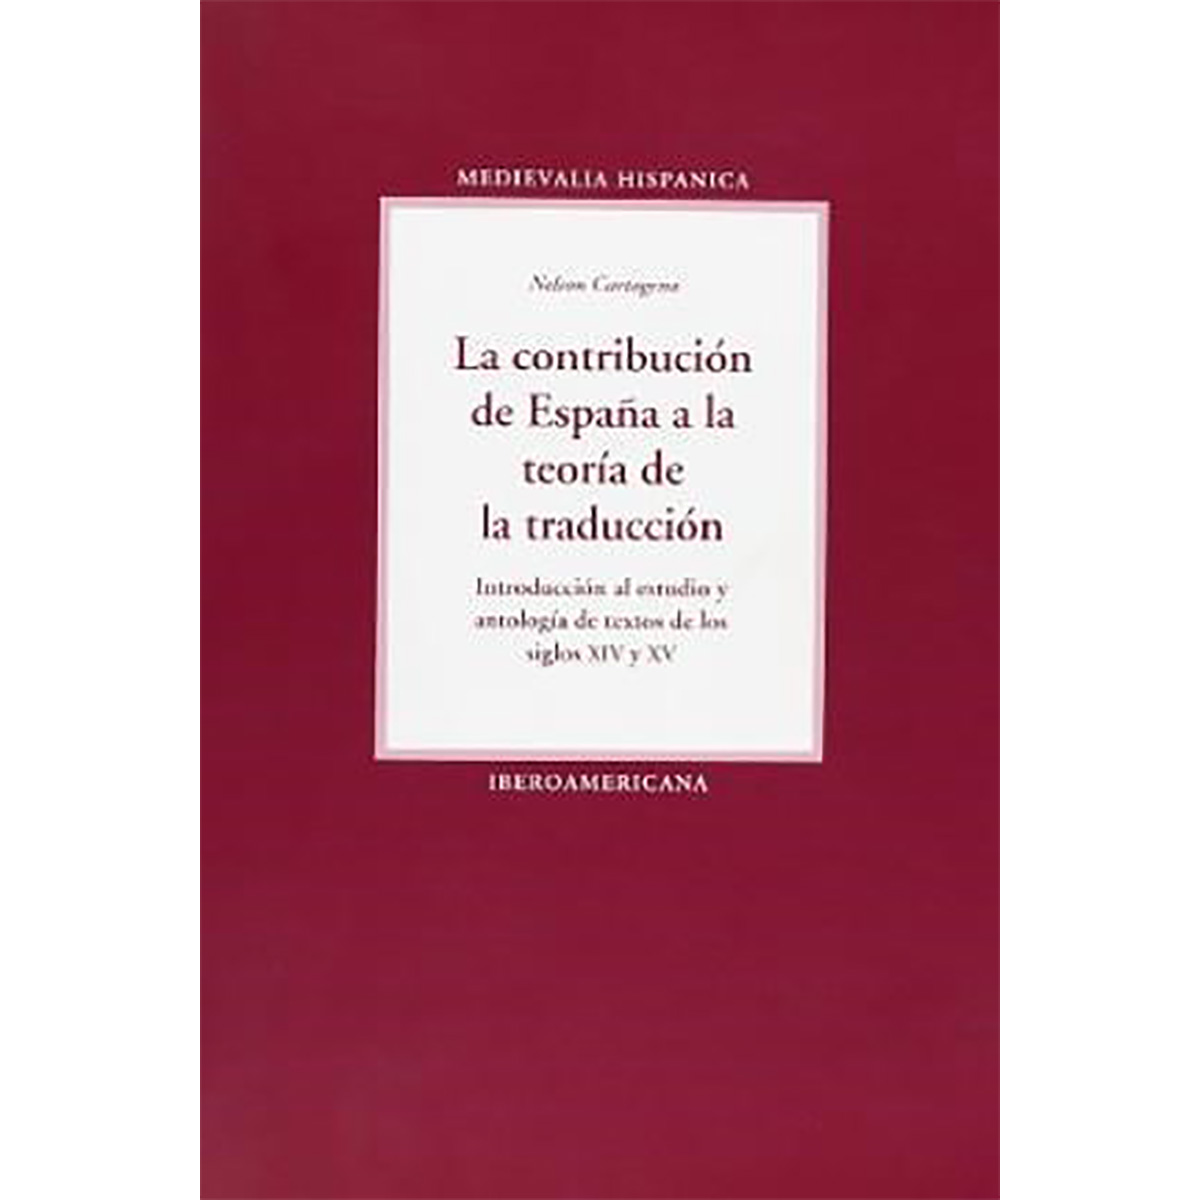 MEDIEVALIA HISPANICA
Nelson Cartagena
La contribución
de España a la
teoría de
la traducción
Introducción al estudio y
antología de textos de los
siglos XIV y XV
IBEROAMERICANA